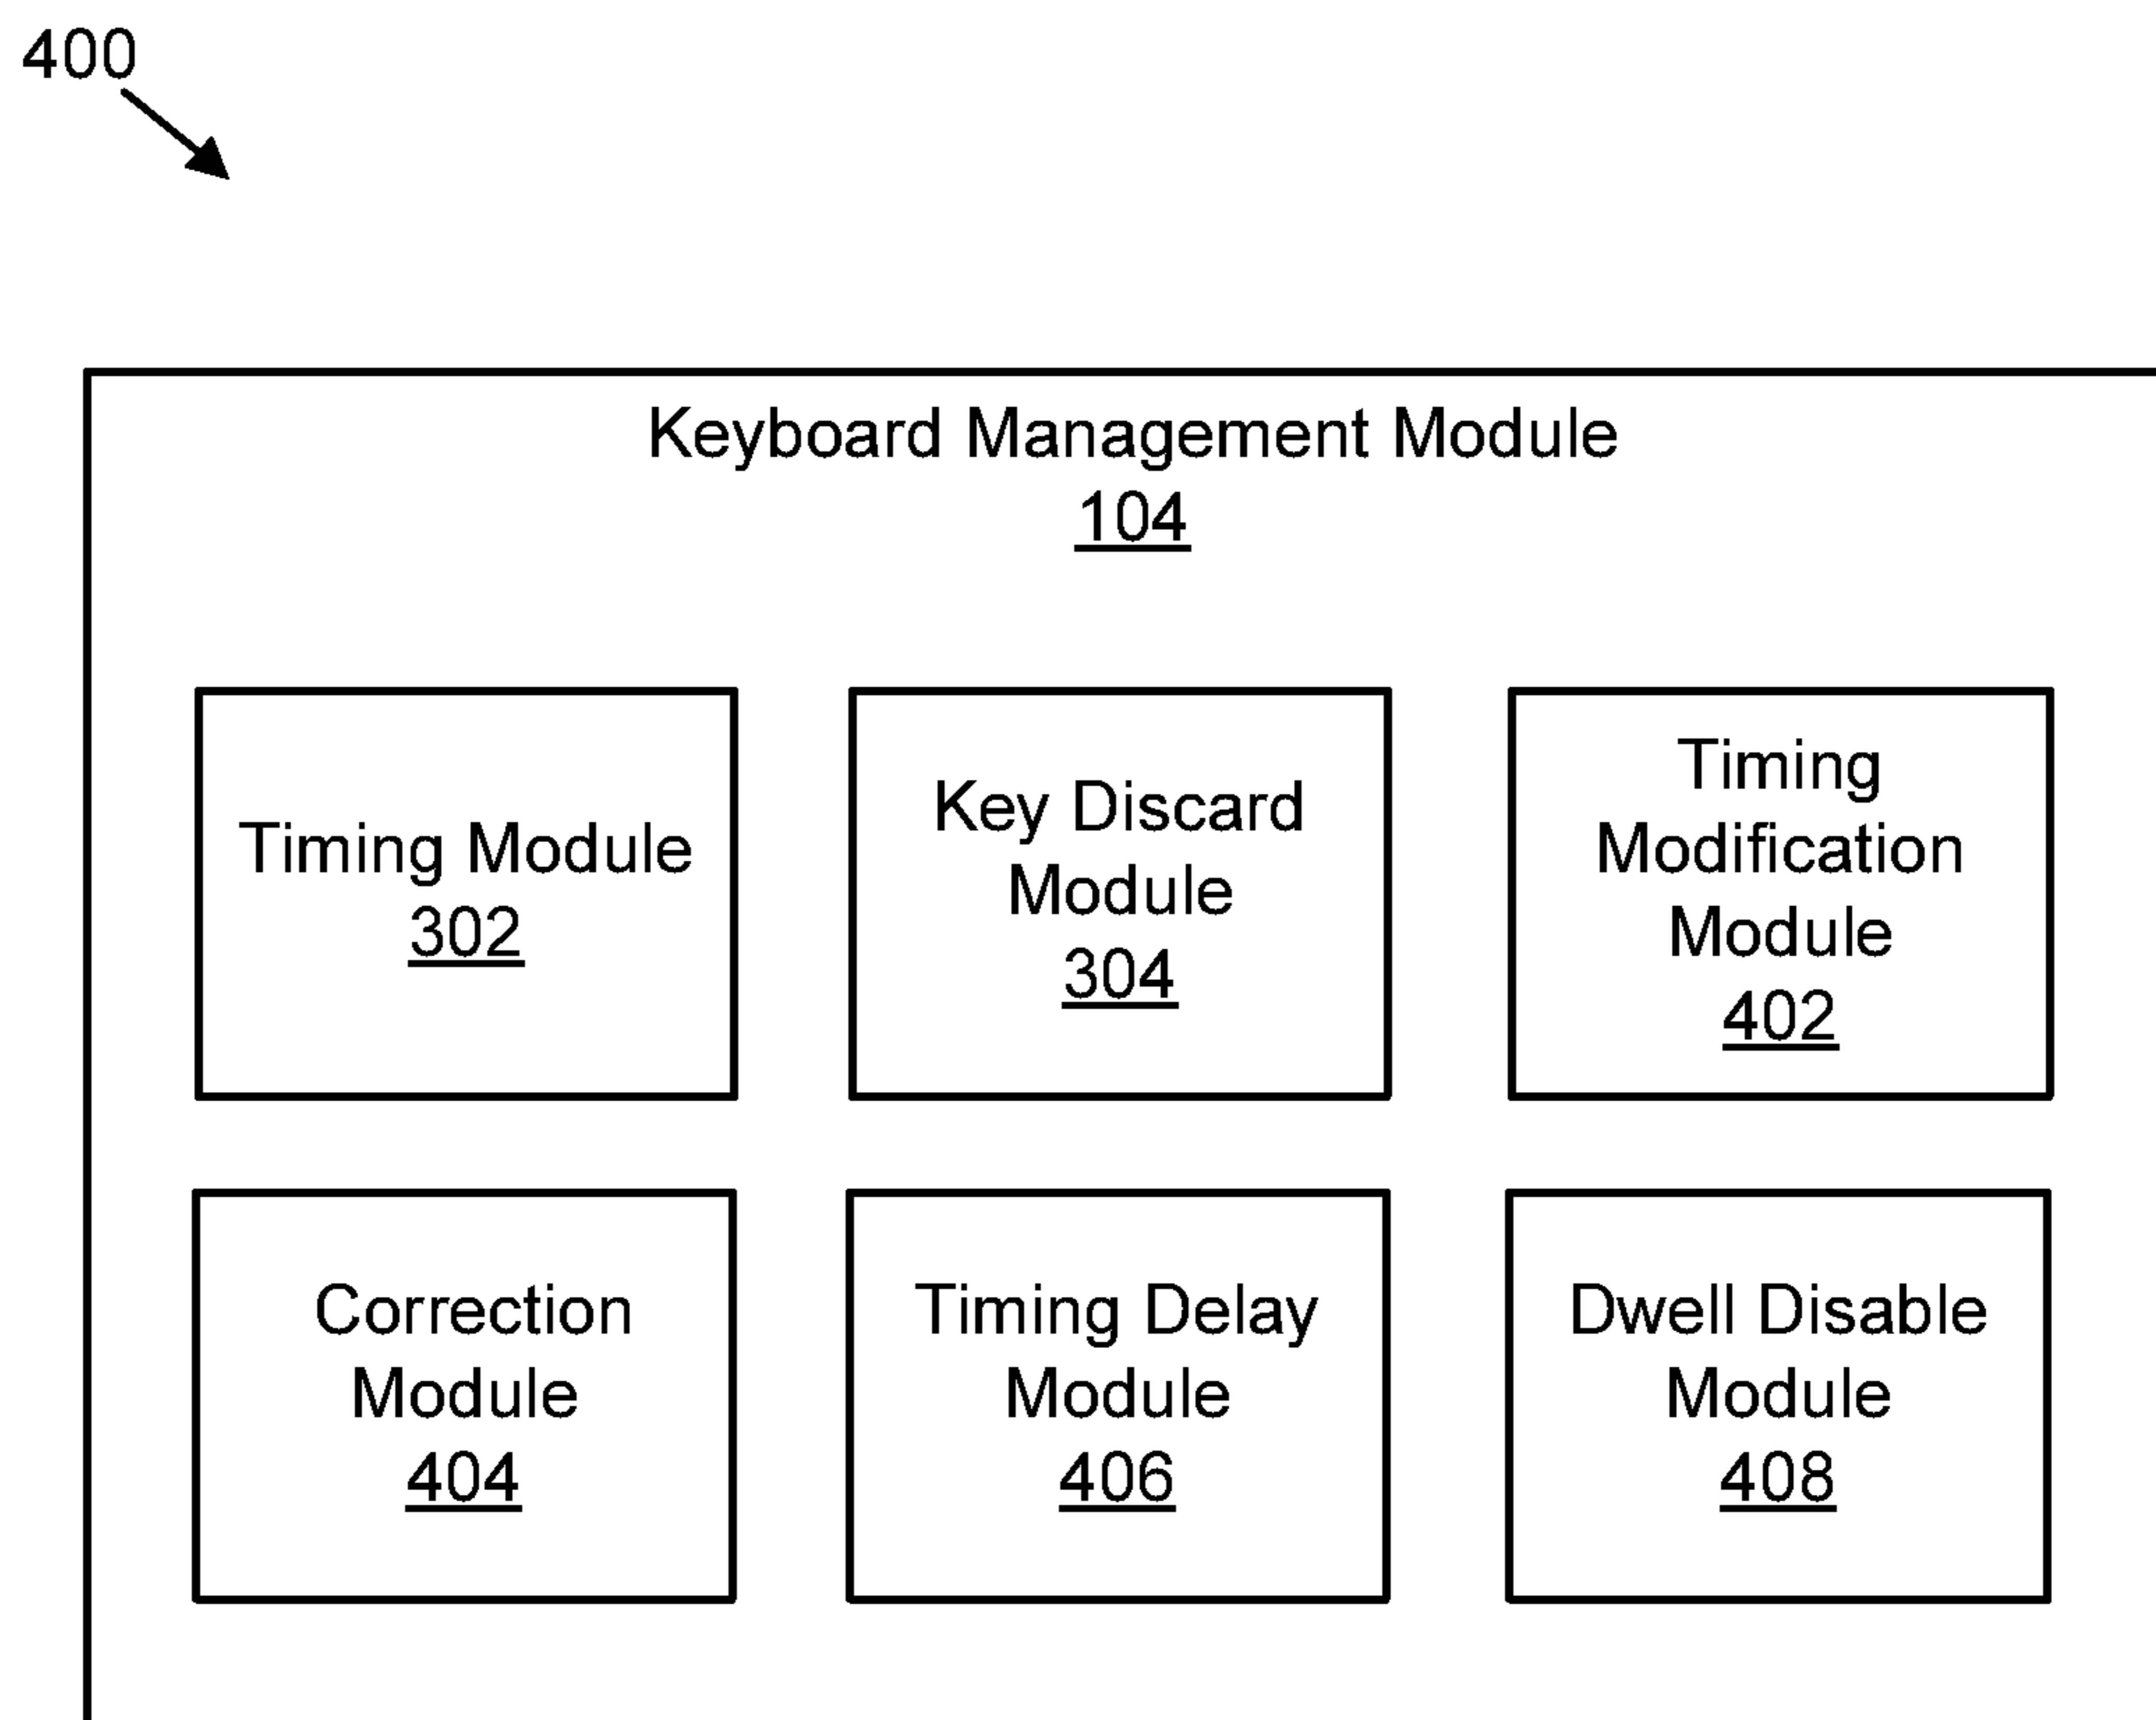 400
Keyboard Management Module
104
Timing Module
302
Key Discard
Module
304
Timing
Modification
Module
402
Correction
Module
404
Timing Delay
Module
406
Dwell Disable
Module
408